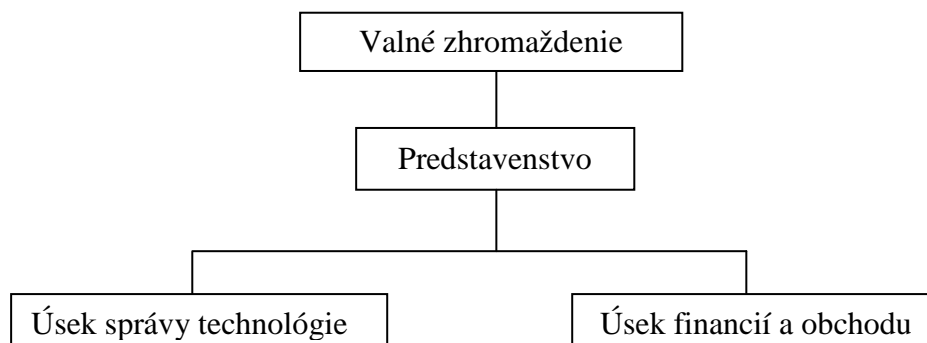 Valné zhromaždenie
Predstavenstvo
Úsek správy technológie
Úsek financií a obchodu